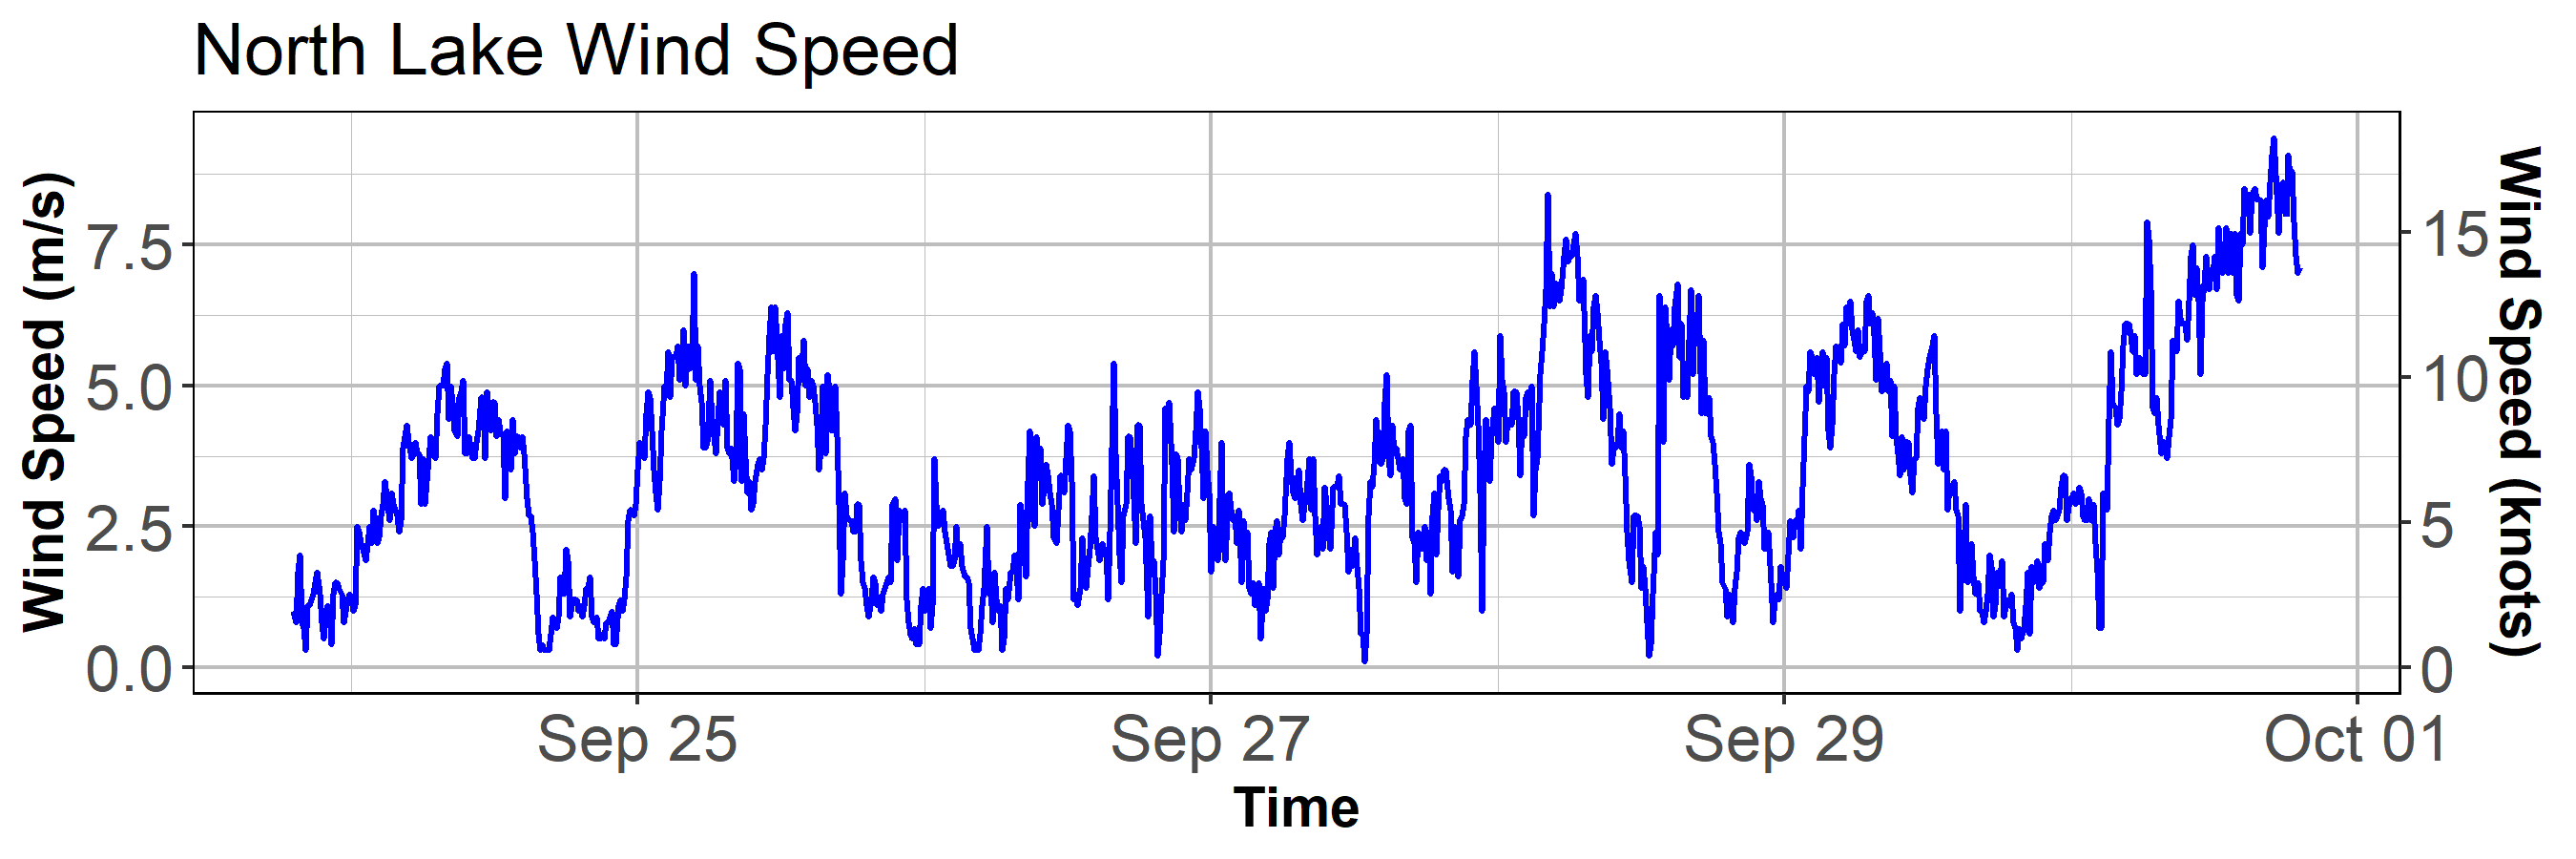 North Lake Wind Speed
Wind Speed (m/s)
7.5
5.0
2.5
0.0
Wind Speed (knots)
15
10
5
0
Sep 25
Sep 27
Sep 29
Oct 01
Time